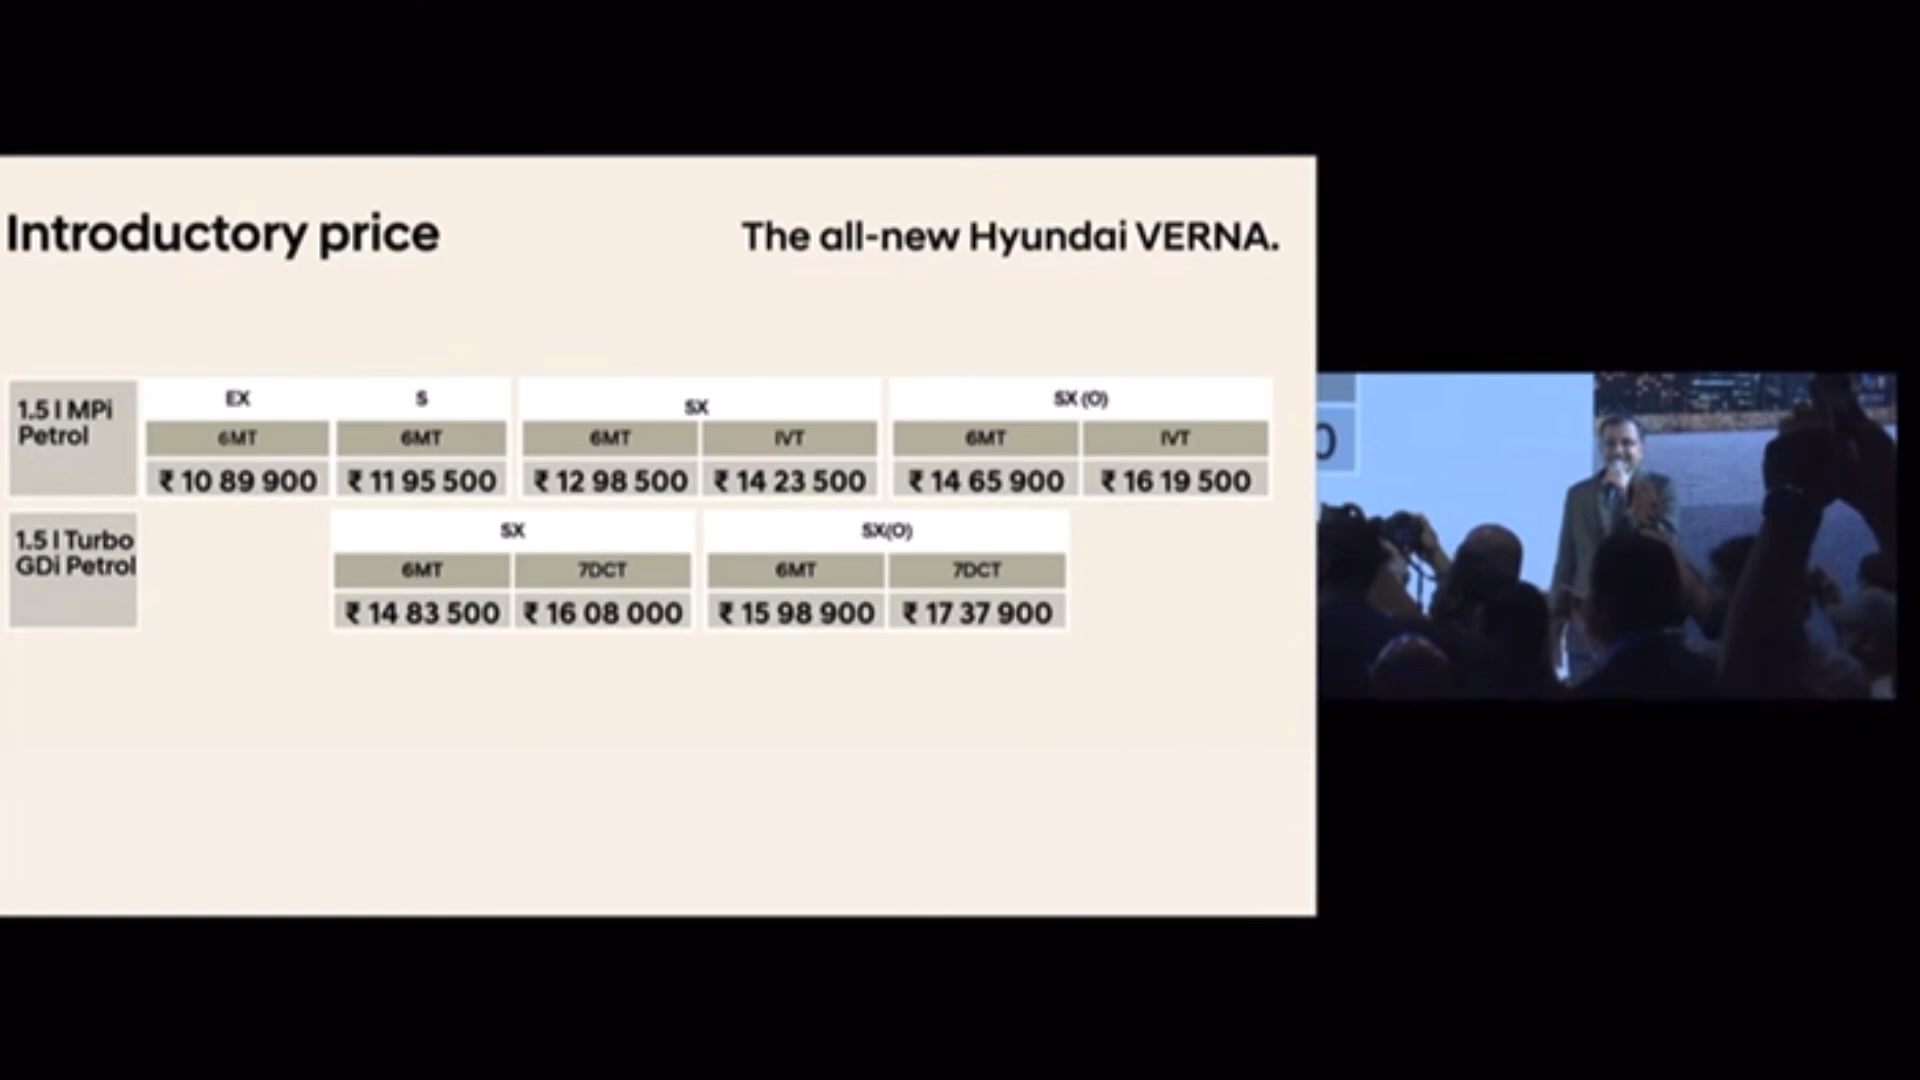 Introductory price
The all-new Hyundai VERNA.
1.5 l MPi
Petrol
EX S SX SX (O)
6MT 6MT 6MT IVT 6MT IVT
₹ 10 89 900 ₹ 11 95 500 ₹ 12 98 500 ₹ 14 23 500 ₹ 14 65 900 ₹ 16 19 500
1.5 l Turbo
GDi Petrol
SX SX(O)
6MT 7DCT 6MT 7DCT
₹ 14 83 500 ₹ 16 08 000 ₹ 15 98 900 ₹ 17 37 900
0